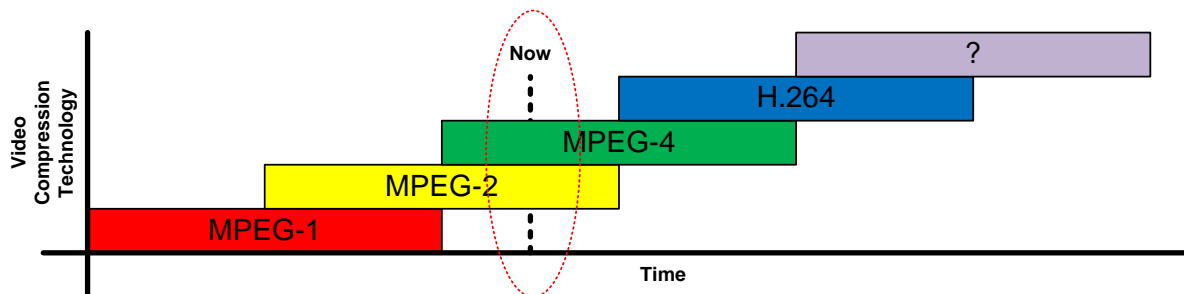 ?
Now
H.264
Video
Compression
Technology
MPEG-4
MPEG-2
MPEG-1
Time